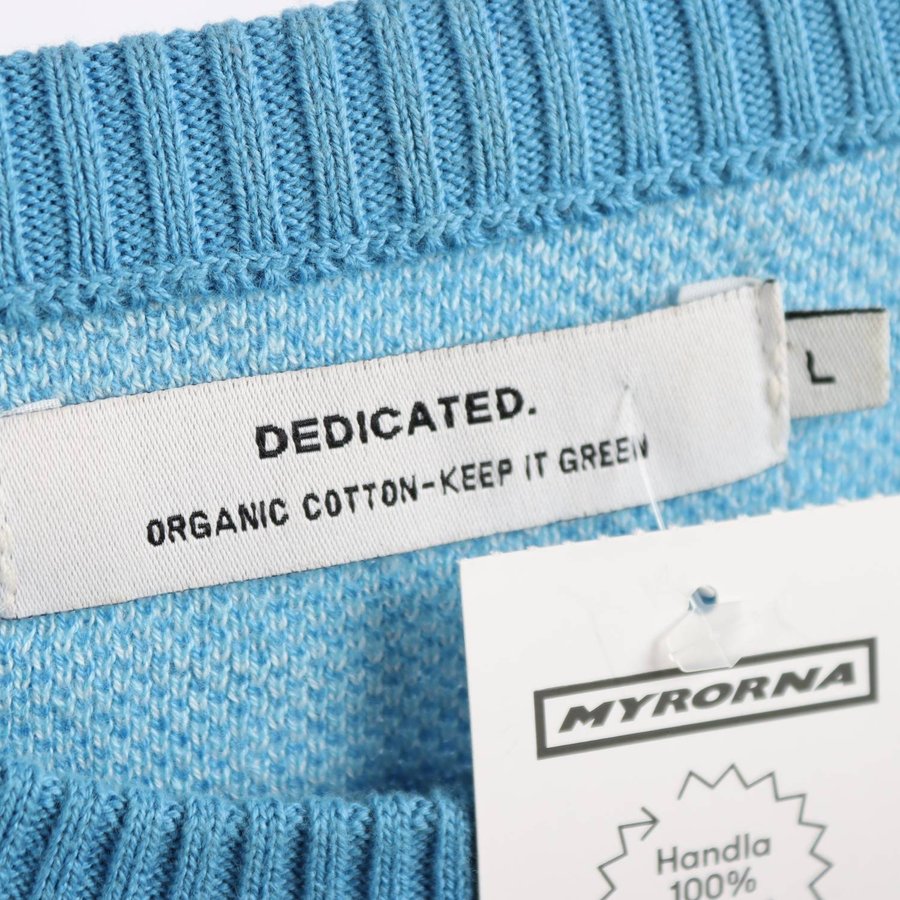 DEDICATED.
ORGANIC COTTON-KEEP IT GREEN
L
MYRORNA
Handla
100%